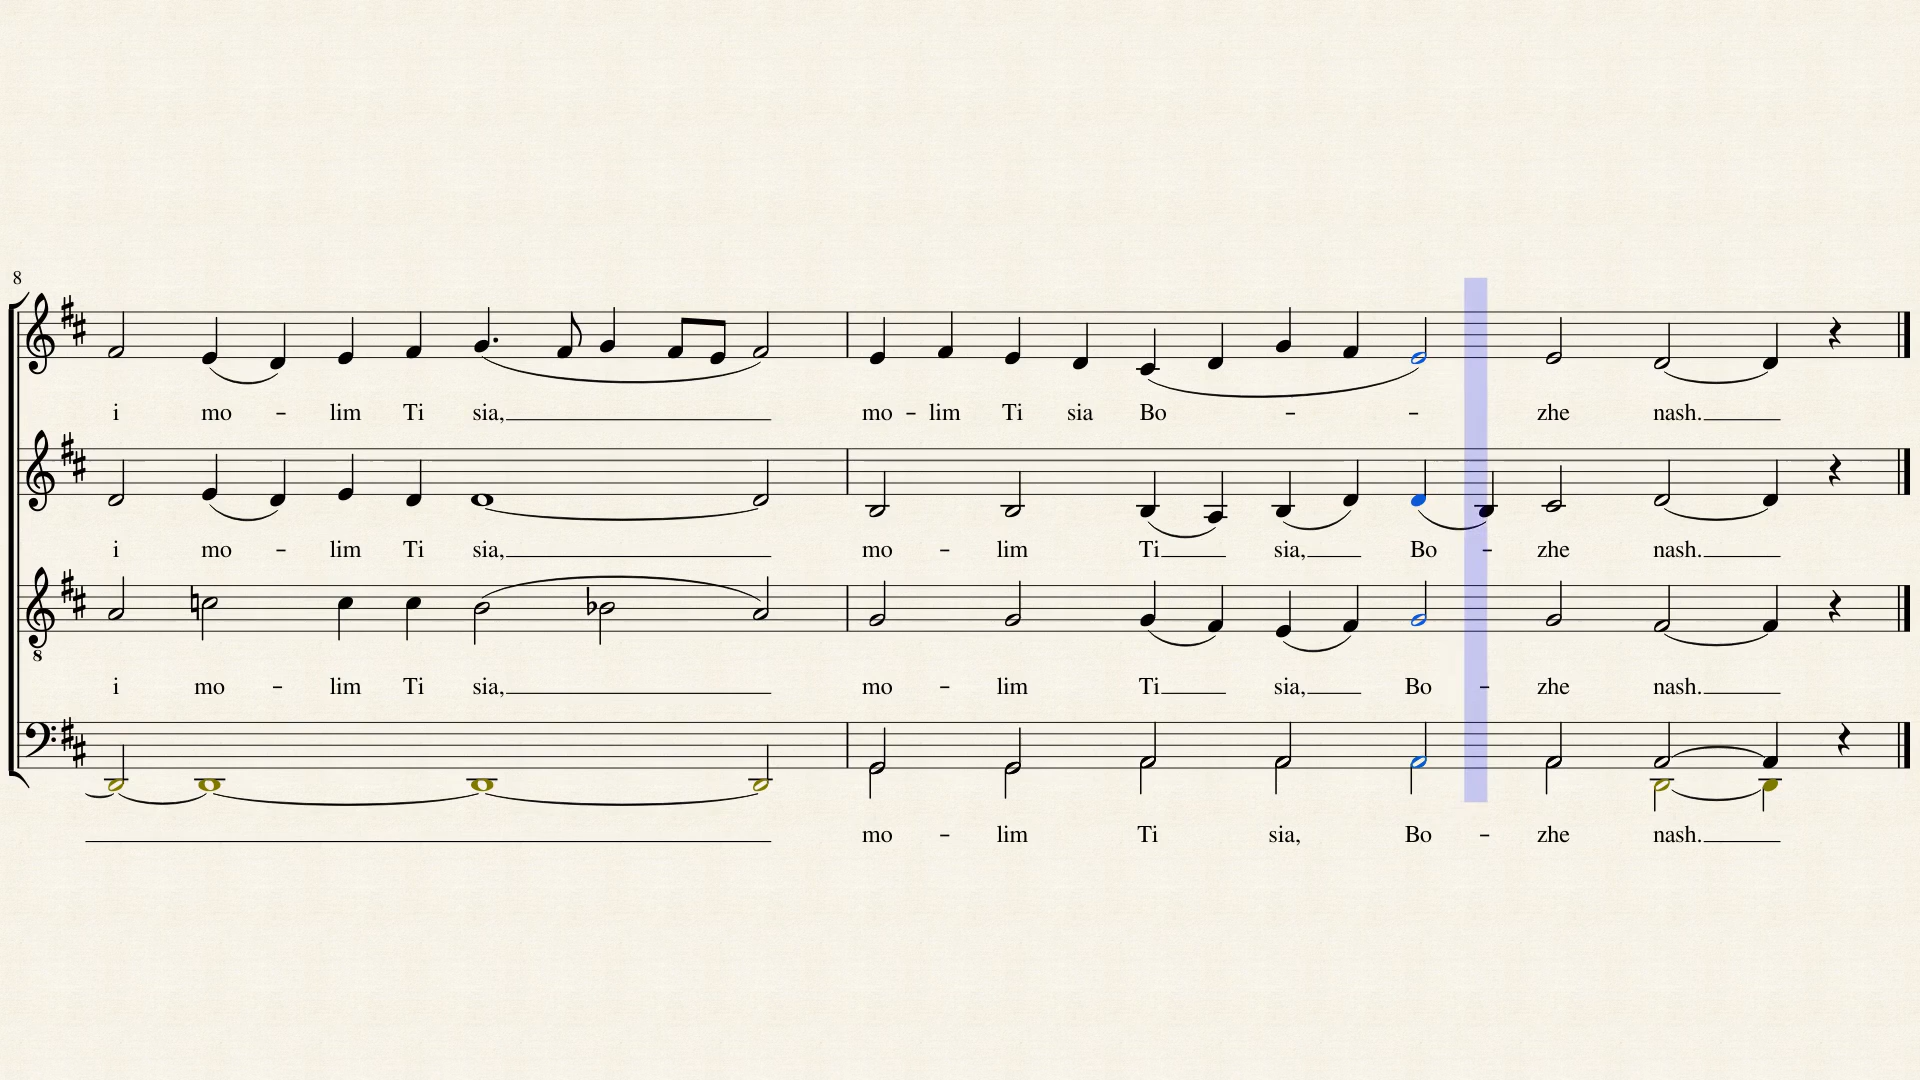 8
i mo - lim Ti sia, mo - lim Ti sia Bo - - zhe nash.
i mo - lim Ti sia, mo - lim Ti sia, Bo - zhe nash.
8
i mo - lim Ti sia, mo - lim Ti sia, Bo - zhe nash.
mo - lim Ti sia, Bo - zhe nash.